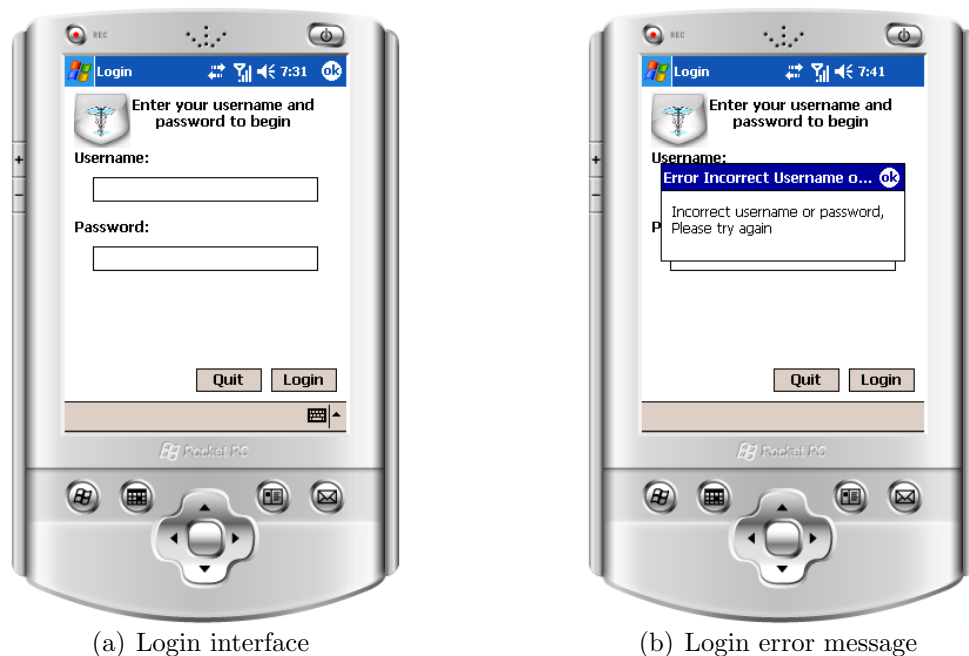 REC
Login 7:31 ok
Enter your username and
password to begin
Username:
Password:
Quit Login
Pocket PC
(a) Login interface
REC
Login 7:41
Enter your username and
password to begin
Username:
Error Incorrect Username o... ok
Incorrect username or password,
P
Please try again
Quit Login
Pocket PC
(b) Login error message